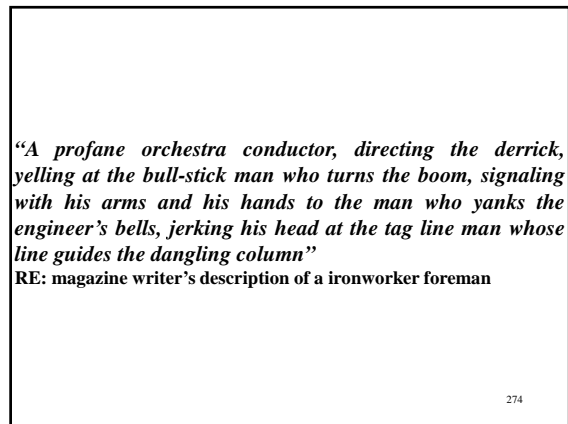 “A profane orchestra conductor, directing the derrick,
yelling at the bull-stick man who turns the boom, signaling
with his arms and his hands to the man who yanks the
engineer’s bells, jerking his head at the tag line man whose
line guides the dangling column”
RE: magazine writer’s description of a ironworker foreman
274